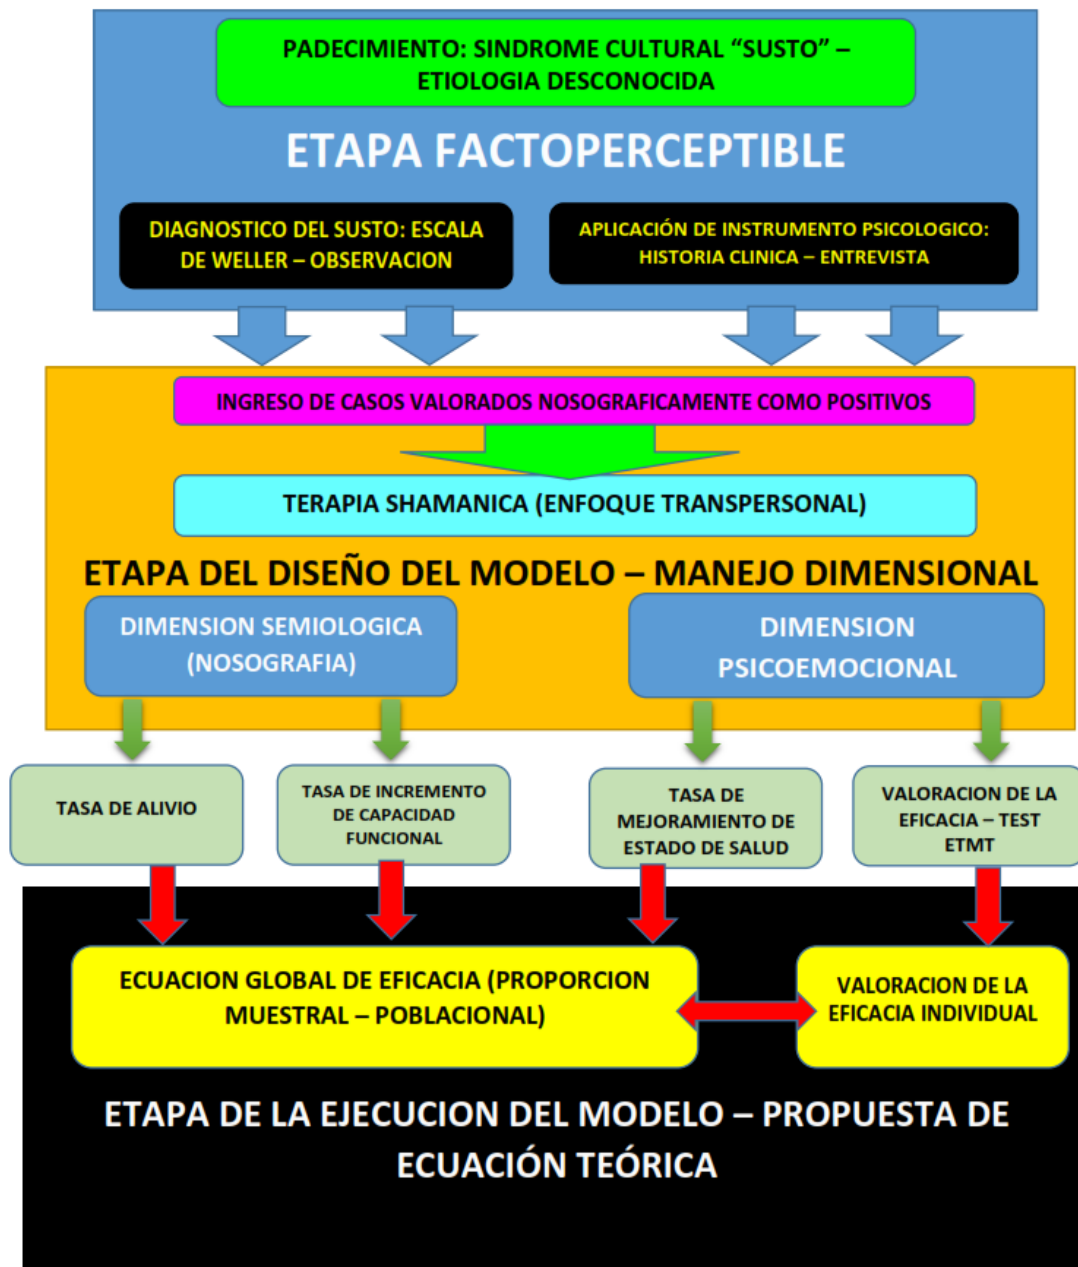 PADECIMIENTO: SINDROME CULTURAL “SUSTO” –
ETIOLOGIA DESCONOCIDA
ETAPA FACTOPERCEPTIBLE
DIAGNOSTICO DEL SUSTO: ESCALA
DE WELLER – OBSERVACION
APLICACIÓN DE INSTRUMENTO PSICOLOGICO:
HISTORIA CLINICA – ENTREVISTA
INGRESO DE CASOS VALORADOS NOSOGRAFICAMENTE COMO POSITIVOS
TERAPIA SHAMANICA (ENFOQUE TRANSPERSONAL)
ETAPA DEL DISEÑO DEL MODELO – MANEJO DIMENSIONAL
DIMENSION SEMIOLOGICA
(NOSOGRAFIA)
DIMENSION
PSICOEMOCIONAL
TASA DE ALIVIO
TASA DE INCREMENTO
DE CAPACIDAD
FUNCIONAL
TASA DE
MEJORAMIENTO DE
ESTADO DE SALUD
VALORACION DE LA
EFICACIA – TEST
ETMT
ECUACION GLOBAL DE EFICACIA (PROPORCION
MUESTRAL – POBLACIONAL)
VALORACION DE LA
EFICACIA INDIVIDUAL
ETAPA DE LA EJECUCION DEL MODELO – PROPUESTA DE
ECUACIÓN TEÓRICA